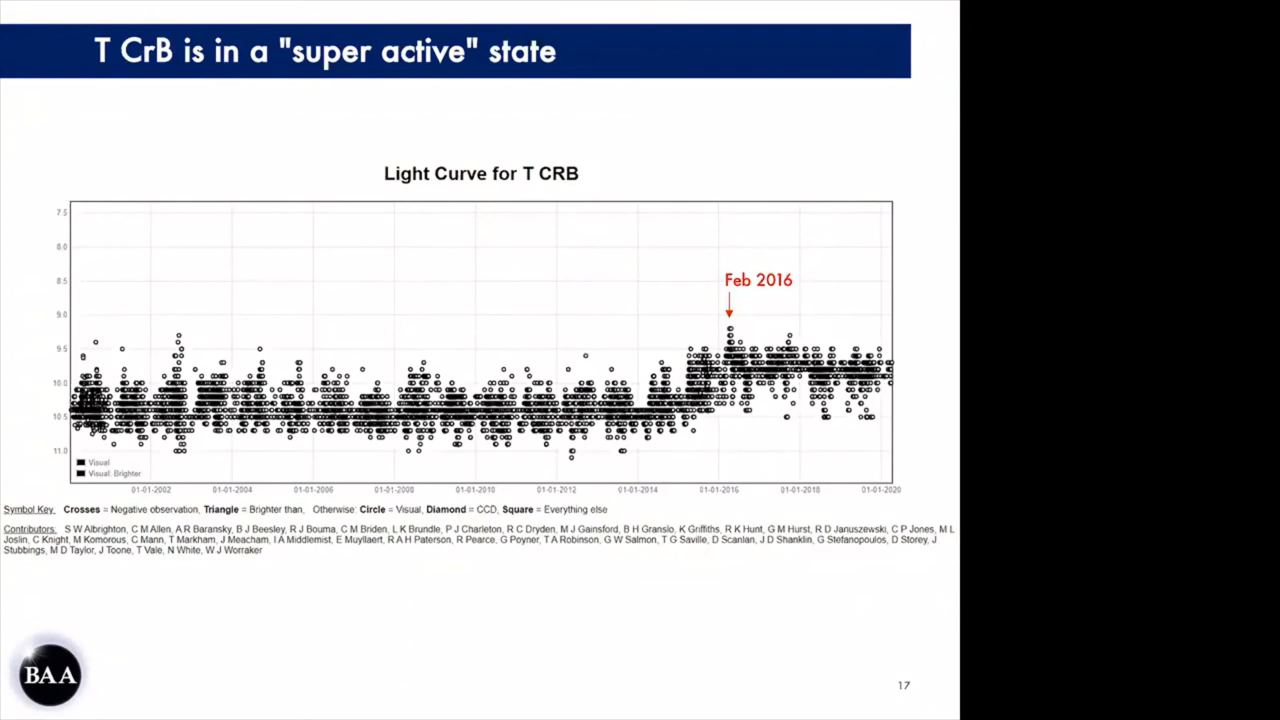 T CrB is in a "super active" state
Light Curve for T CRB
7.5
8.0
8.5
9.0
9.5
10.0
10.5
11.0
Feb 2016
Visual
Visual: Brighter
01-01-2002 01-01-2004 01-01-2006 01-01-2008 01-01-2010 01-01-2012 01-01-2014 01-01-2016 01-01-2018 01-01-2020
Symbol Key: Crosses = Negative observation, Triangle = Brighter than, Otherwise: Circle = Visual, Diamond = CCD, Square = Everything else
Contributors: S W Albrighton, C M Allen, A R Baransky, B J Beesley, R J Bouma, C M Briden, L K Brundle, P J Charleton, R C Dryden, M J Gainsford, B H Granslo, K Griffiths, R K Hunt, G M Hurst, R D Januszewski, C P Jones, M L
Joslin, C Knight, M Komorous, C Mann, T Markham, J Meacham, I A Middlemist, E Muyllaert, R A H Paterson, R Pearce, G Poyner, T A Robinson, G W Salmon, T G Saville, D Scanlan, J D Shanklin, G Stefanopoulos, D Storey, J
Stubbings, M D Taylor, J Toone, T Vale, N White, W J Worraker
BAA
17